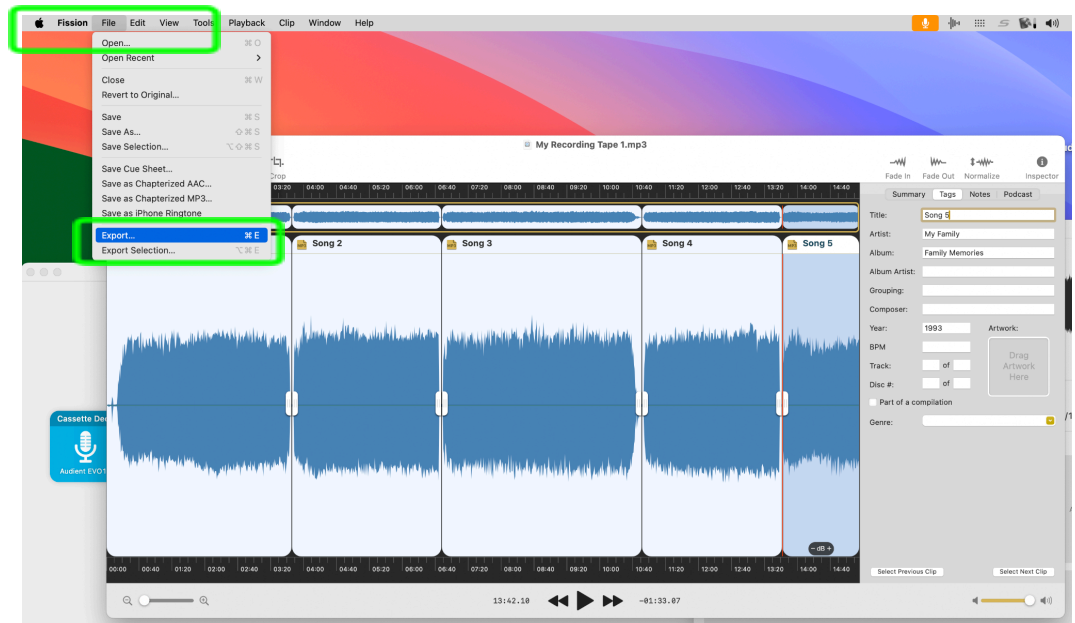 Fission File Edit View Tools Playback Clip Window Help
Open... ⌘ O
Open Recent >
Close ⌘ W
Revert to Original...
Save ⌘ S
Save As... ⇧ ⌘ S
Save Selection... ⌥ ⇧ ⌘ S
Save Cue Sheet...
Save as Chapterized AAC...
Save as Chapterized MP3...
Save as iPhone Ringtone
Export... ⌘ E
Export Selection... ⌥ ⌘ E
My Recording Tape 1.mp3
Crop
Fade In Fade Out Normalize Inspector
03:20 04:00 04:40 05:20 06:00 06:40 07:20 08:00 08:40 09:20 10:00 10:40 11:20 12:00 12:40 13:20 14:00 14:40
Song 2 Song 3 Song 4 Song 5
Summary Tags Notes Podcast
Title: Song 5
Artist: My Family
Album: Family Memories
Album Artist:
Grouping:
Composer:
Year: 1993 Artwork:
BPM
Track: of
Disc #: of
Drag
Artwork
Here
Part of a compilation
Genre:
Cassette De
Audient EVO1
- dB +
00:00 00:40 01:20 02:00 02:40 03:20 04:00 04:40 05:20 06:00 06:40 07:20 08:00 08:40 09:20 10:00 10:40 11:20 12:00 12:40 13:20 14:00 14:40
Select Previous Clip Select Next Clip
13:42.10 -01:33.07